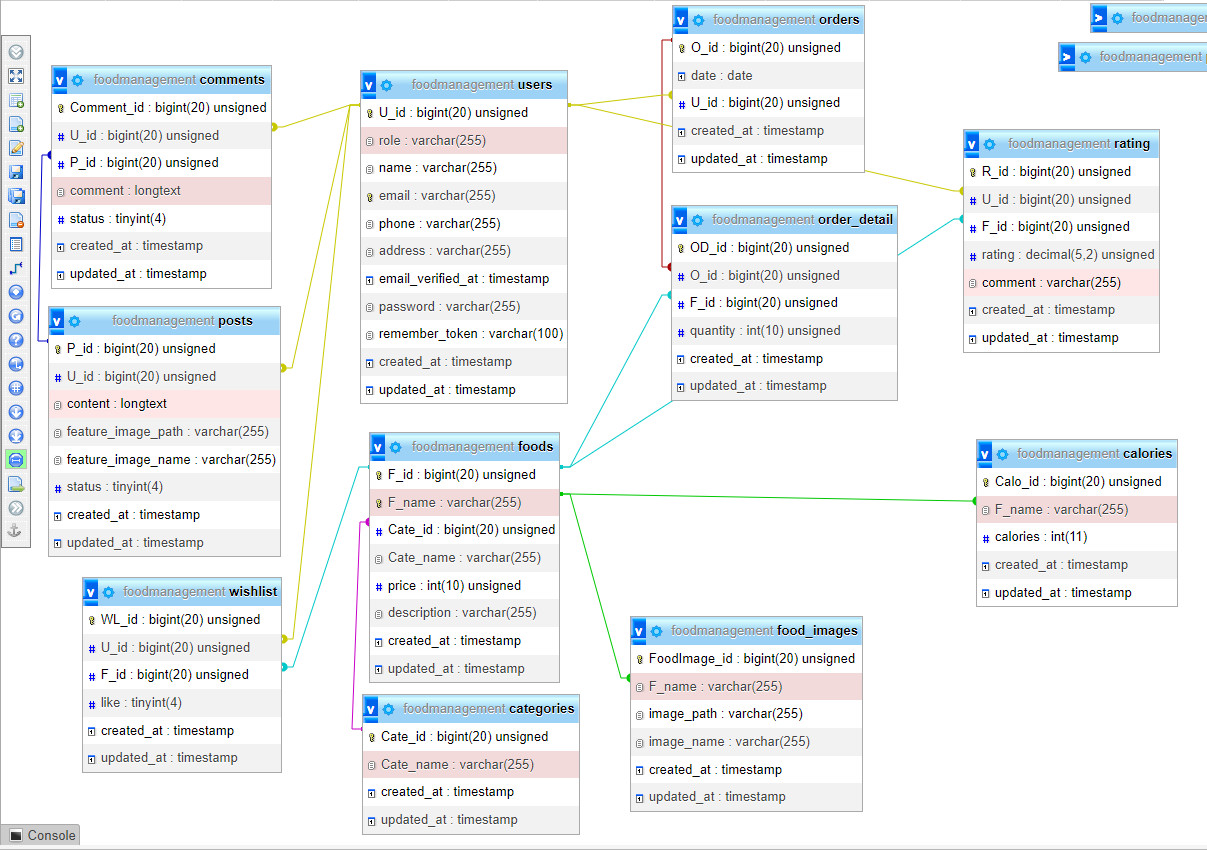 foodmanagement comments
Comment_id : bigint(20) unsigned
U_id : bigint(20) unsigned
P_id : bigint(20) unsigned
comment : longtext
status : tinyint(4)
created_at : timestamp
updated_at : timestamp
foodmanagement posts
P_id : bigint(20) unsigned
U_id : bigint(20) unsigned
content : longtext
feature_image_path : varchar(255)
feature_image_name : varchar(255)
status : tinyint(4)
created_at : timestamp
updated_at : timestamp
foodmanagement wishlist
WL_id : bigint(20) unsigned
U_id : bigint(20) unsigned
F_id : bigint(20) unsigned
like : tinyint(4)
created_at : timestamp
updated_at : timestamp
foodmanagement users
U_id : bigint(20) unsigned
role : varchar(255)
name : varchar(255)
email : varchar(255)
phone : varchar(255)
address : varchar(255)
email_verified_at : timestamp
password : varchar(255)
remember_token : varchar(100)
created_at : timestamp
updated_at : timestamp
foodmanagement foods
F_id : bigint(20) unsigned
F_name : varchar(255)
Cate_id : bigint(20) unsigned
Cate_name : varchar(255)
price : int(10) unsigned
description : varchar(255)
created_at : timestamp
updated_at : timestamp
foodmanagement categories
Cate_id : bigint(20) unsigned
Cate_name : varchar(255)
created_at : timestamp
updated_at : timestamp
foodmanagement orders
O_id : bigint(20) unsigned
date : date
U_id : bigint(20) unsigned
created_at : timestamp
updated_at : timestamp
foodmanagement order_detail
OD_id : bigint(20) unsigned
O_id : bigint(20) unsigned
F_id : bigint(20) unsigned
quantity : int(10) unsigned
created_at : timestamp
updated_at : timestamp
foodmanagement food_images
FoodImage_id : bigint(20) unsigned
F_name : varchar(255)
image_path : varchar(255)
image_name : varchar(255)
created_at : timestamp
updated_at : timestamp
foodmanage
foodmanagement
foodmanagement rating
R_id : bigint(20) unsigned
U_id : bigint(20) unsigned
F_id : bigint(20) unsigned
rating : decimal(5,2) unsigned
comment : varchar(255)
created_at : timestamp
updated_at : timestamp
foodmanagement calories
Calo_id : bigint(20) unsigned
F_name : varchar(255)
calories : int(11)
created_at : timestamp
updated_at : timestamp
Console